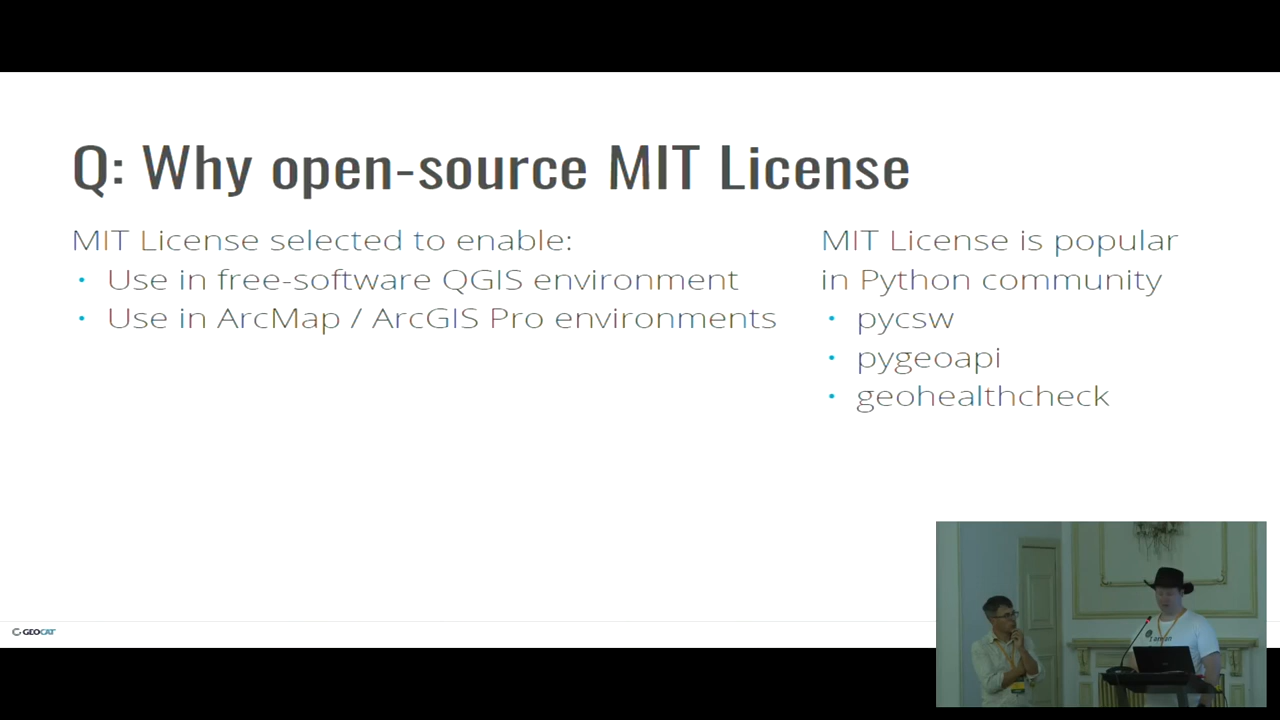 Q: Why open-source MIT License
MIT License selected to enable:
• Use in free-software QGIS environment
• Use in ArcMap / ArcGIS Pro environments
MIT License is popular
in Python community
• pycsw
• pygeoapi
• geohealthcheck
GEOCAT